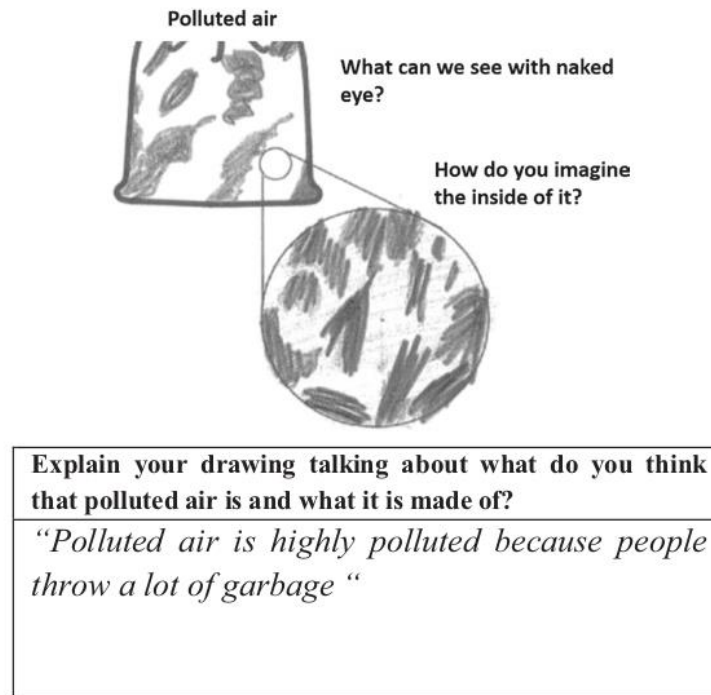 Polluted air
What can we see with naked
eye?
How do you imagine
the inside of it?
Explain your drawing talking about what do you think
that polluted air is and what it is made of?
“Polluted air is highly polluted because people
throw a lot of garbage “